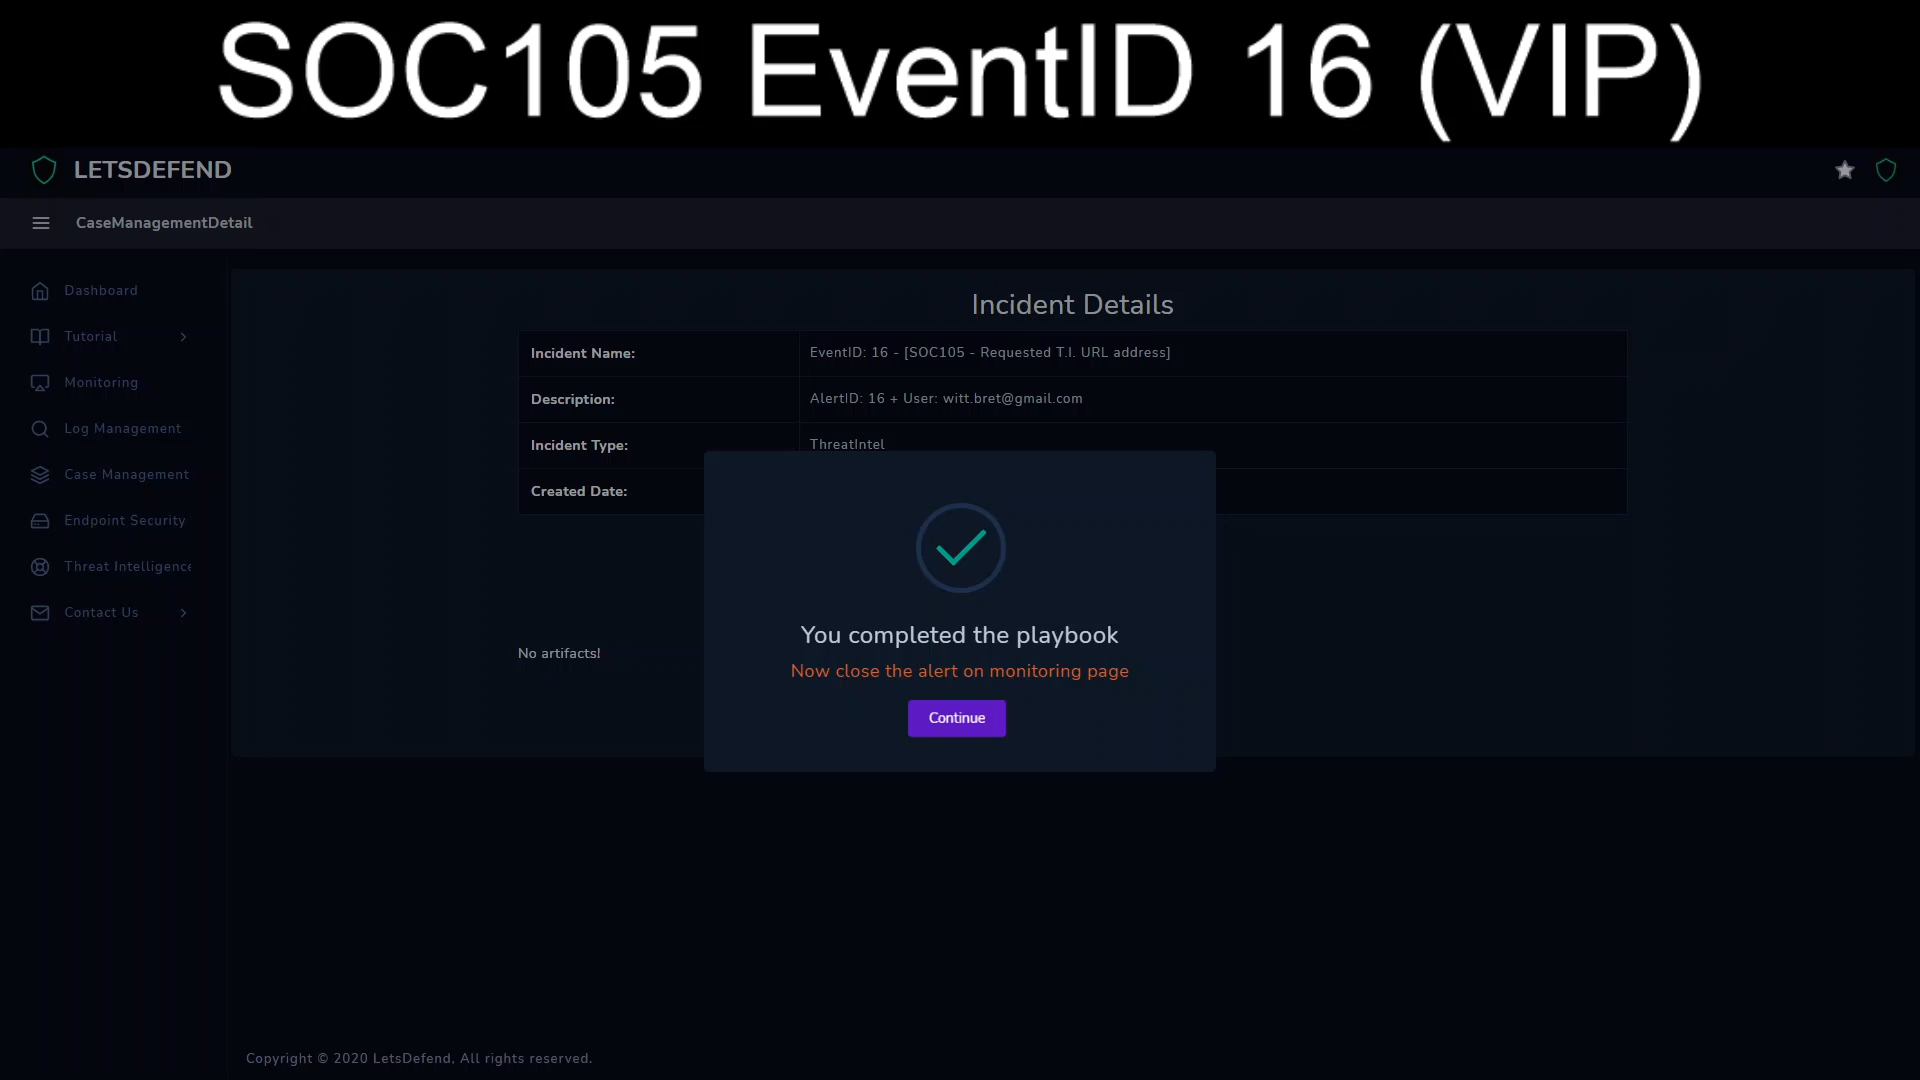 SOC105 EventID 16 (VIP)
LETSDEFEND
CaseManagementDetail
Dashboard
Tutorial
Monitoring
Log Management
Case Management
Endpoint Security
Threat Intelligence
Contact Us
Incident Details
Incident Name: EventID: 16 - [SOC105 - Requested T.I. URL address]
Description: AlertID: 16 + User: witt.bret@gmail.com
Incident Type: ThreatIntel
Created Date:
You completed the playbook
No artifacts!
Now close the alert on monitoring page
Continue
Copyright © 2020 LetsDefend, All rights reserved.